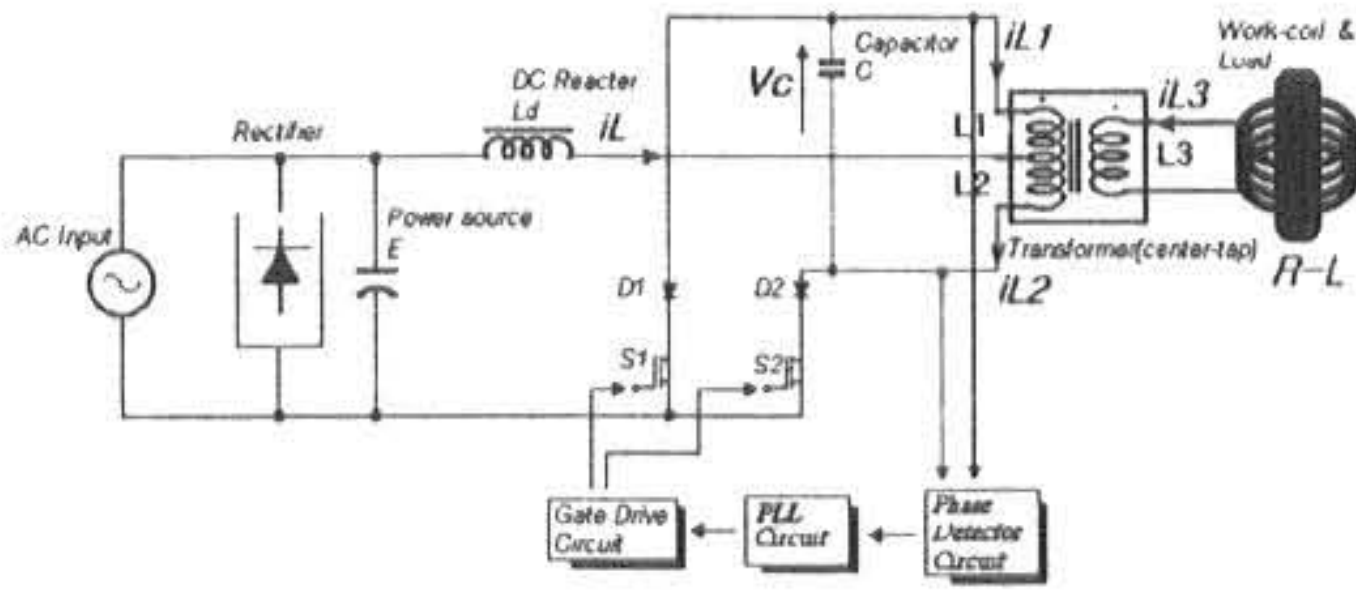 Capacitor
C
iL1
Work-coil &
Load
DC Reacter
Ld
iL
Vc
iL3
Rectifier
L1
L3
L2
Power source
E
AC Input
Transformer(center-tap)
R-L
iL2
D1
D2
S1
S2
Gate Drive
Circuit
PLL
Circuit
Phase
Detector
Circuit